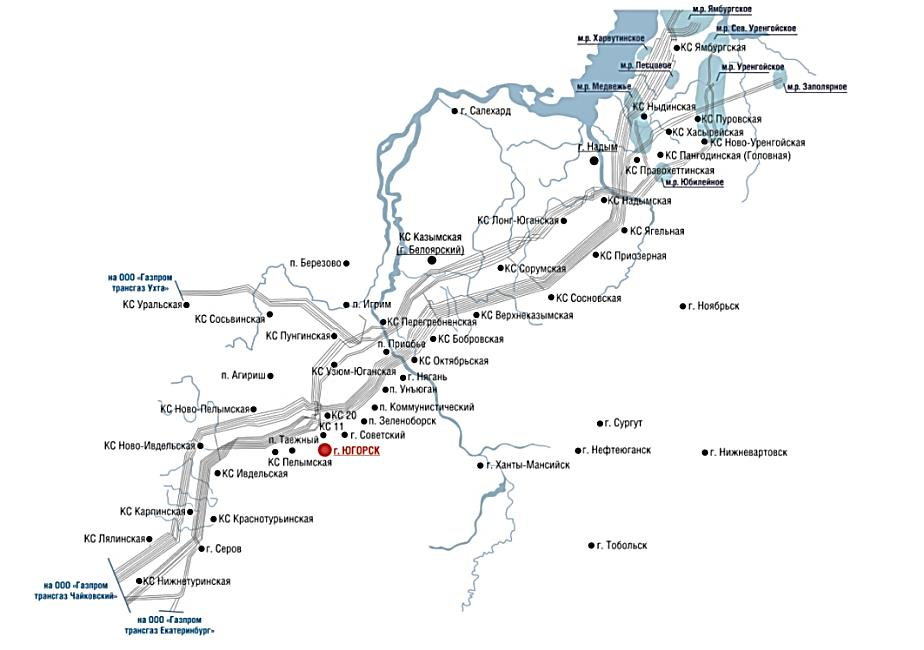 м.р. Ямбургское
м.р. Сев. Уренгойское
м.р. Харвутинское
КС Ямбургская
м.р. Песцовое
м.р. Уренгойское
м.р. Медвежье
м.р. Заполярное
КС Ныдинская
г. Салехард
КС Пуровская
КС Хасырейская
КС Ново-Уренгойская
г. Надым
КС Пангодинская (Головная)
КС Правохеттинская
м.р. Юбилейное
КС Надымская
КС Лонг-Юганская
КС Ягельная
КС Казымская
(г. Белоярский)
КС Приозерная
п. Березово
КС Сорумская
на ООО «Газпром
трансгаз Ухта»
КС Уральская
КС Сосьвинская
п. Игрим
КС Сосновская
г. Ноябрьск
КС Перегребненская
КС Верхнеказымская
КС Пунгинская
п. Приобье
КС Бобровская
КС Октябрьская
КС Узюм-Юганская
п. Агириш
г. Нягань
п. Унъюган
КС Ново-Пелымская
п. Коммунистический
КС 20
п. Зеленоборск
КС 11
г. Сургут
п. Таежный
г. Советский
КС Ново-Ивдельская
г. ЮГОРСК
г. Нефтеюганск
г. Нижневартовск
КС Пелымская
г. Ханты-Мансийск
КС Ивдельская
КС Карпинская
КС Краснотурьинская
КС Лялинская
г. Серов
г. Тобольск
КС Нижнетуринская
на ООО «Газпром
трансгаз Чайковский»
на ООО «Газпром
трансгаз Екатеринбург»